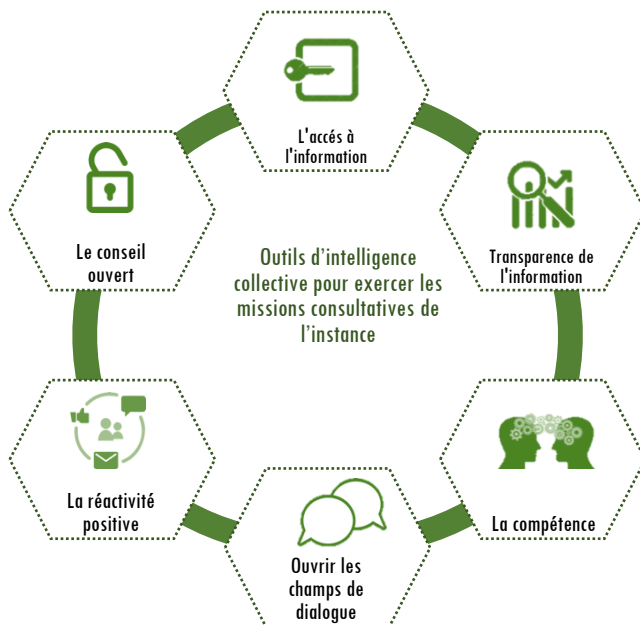 L'accés à
l'information
Transparence de
l'information
La compétence
Ouvrir les
champs de
dialogue
La réactivité
positive
Le conseil
ouvert
Outils d’intelligence
collective pour exercer les
missions consultatives de
l’instance